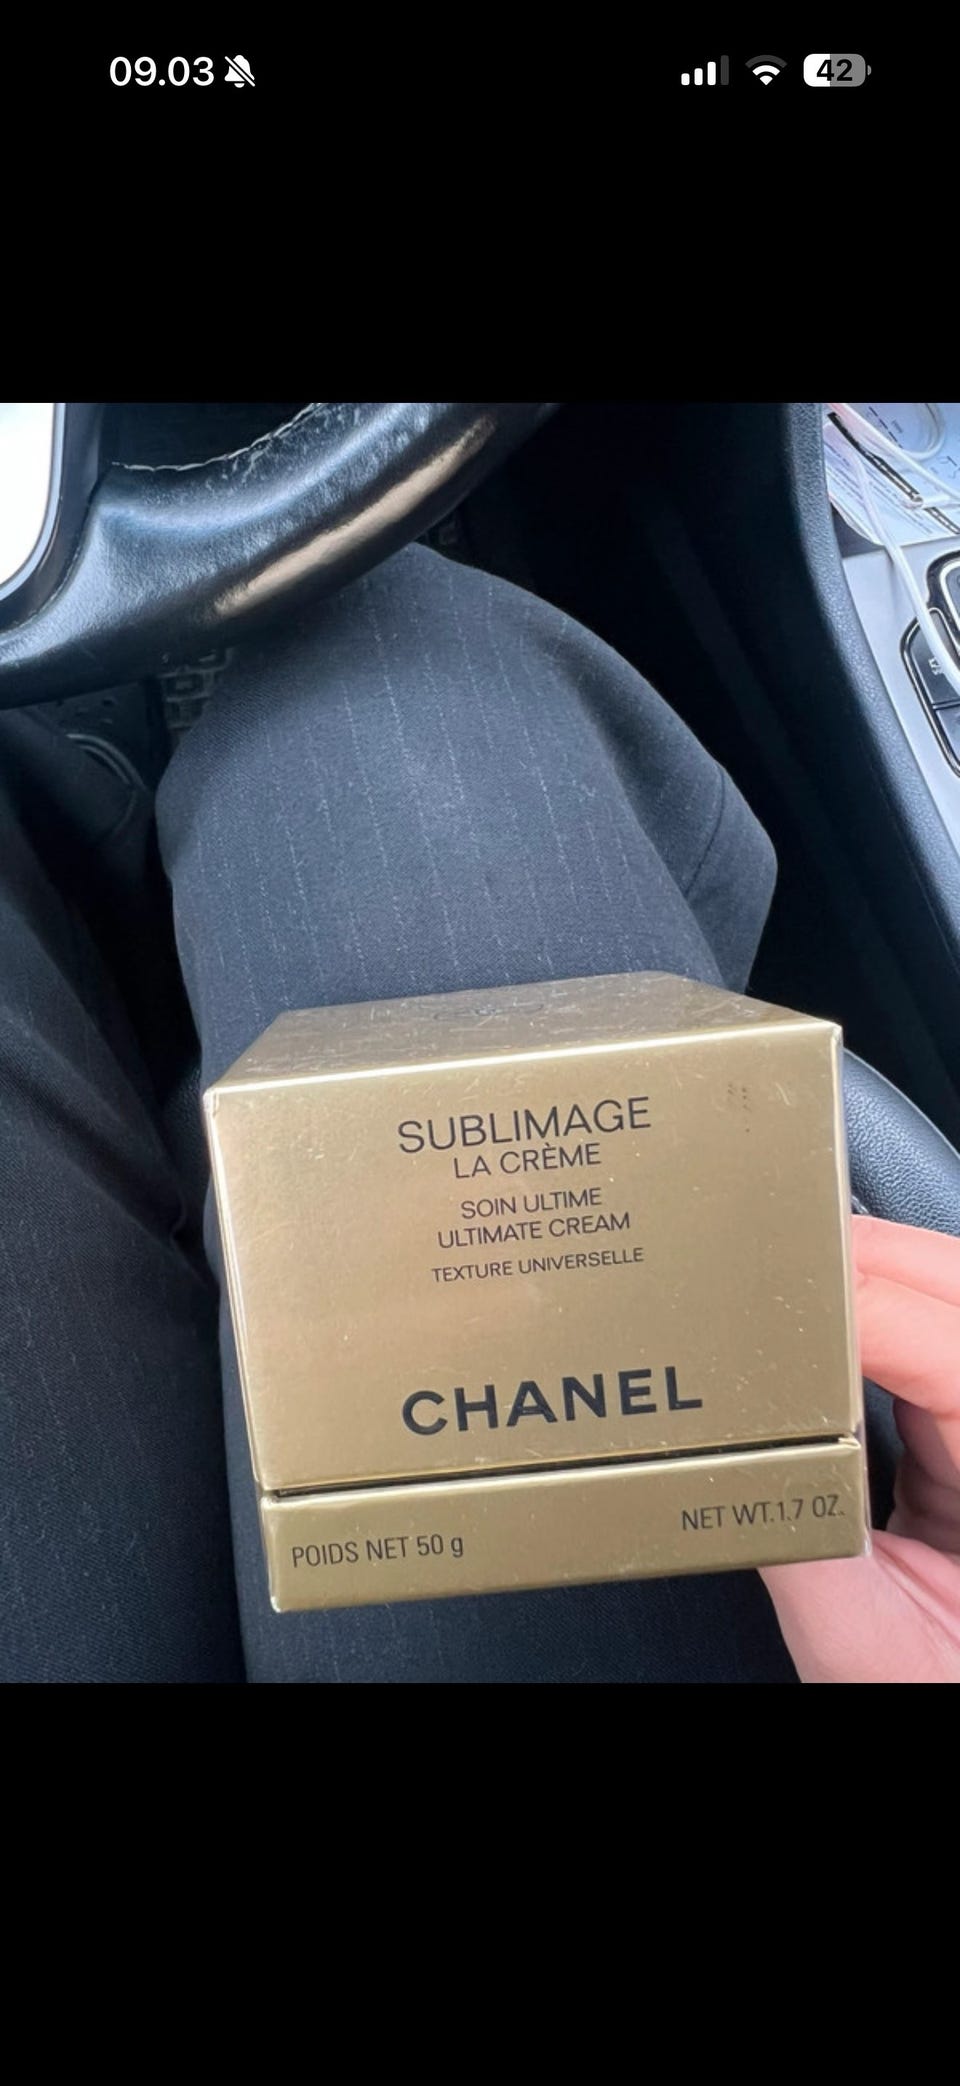 09.03
42
SUBLIMAGE
LA CRÈME
SOIN ULTIME
ULTIMATE CREAM
TEXTURE UNIVERSELLE
CHANEL
POIDS NET 50 g
NET WT.1.7 OZ.